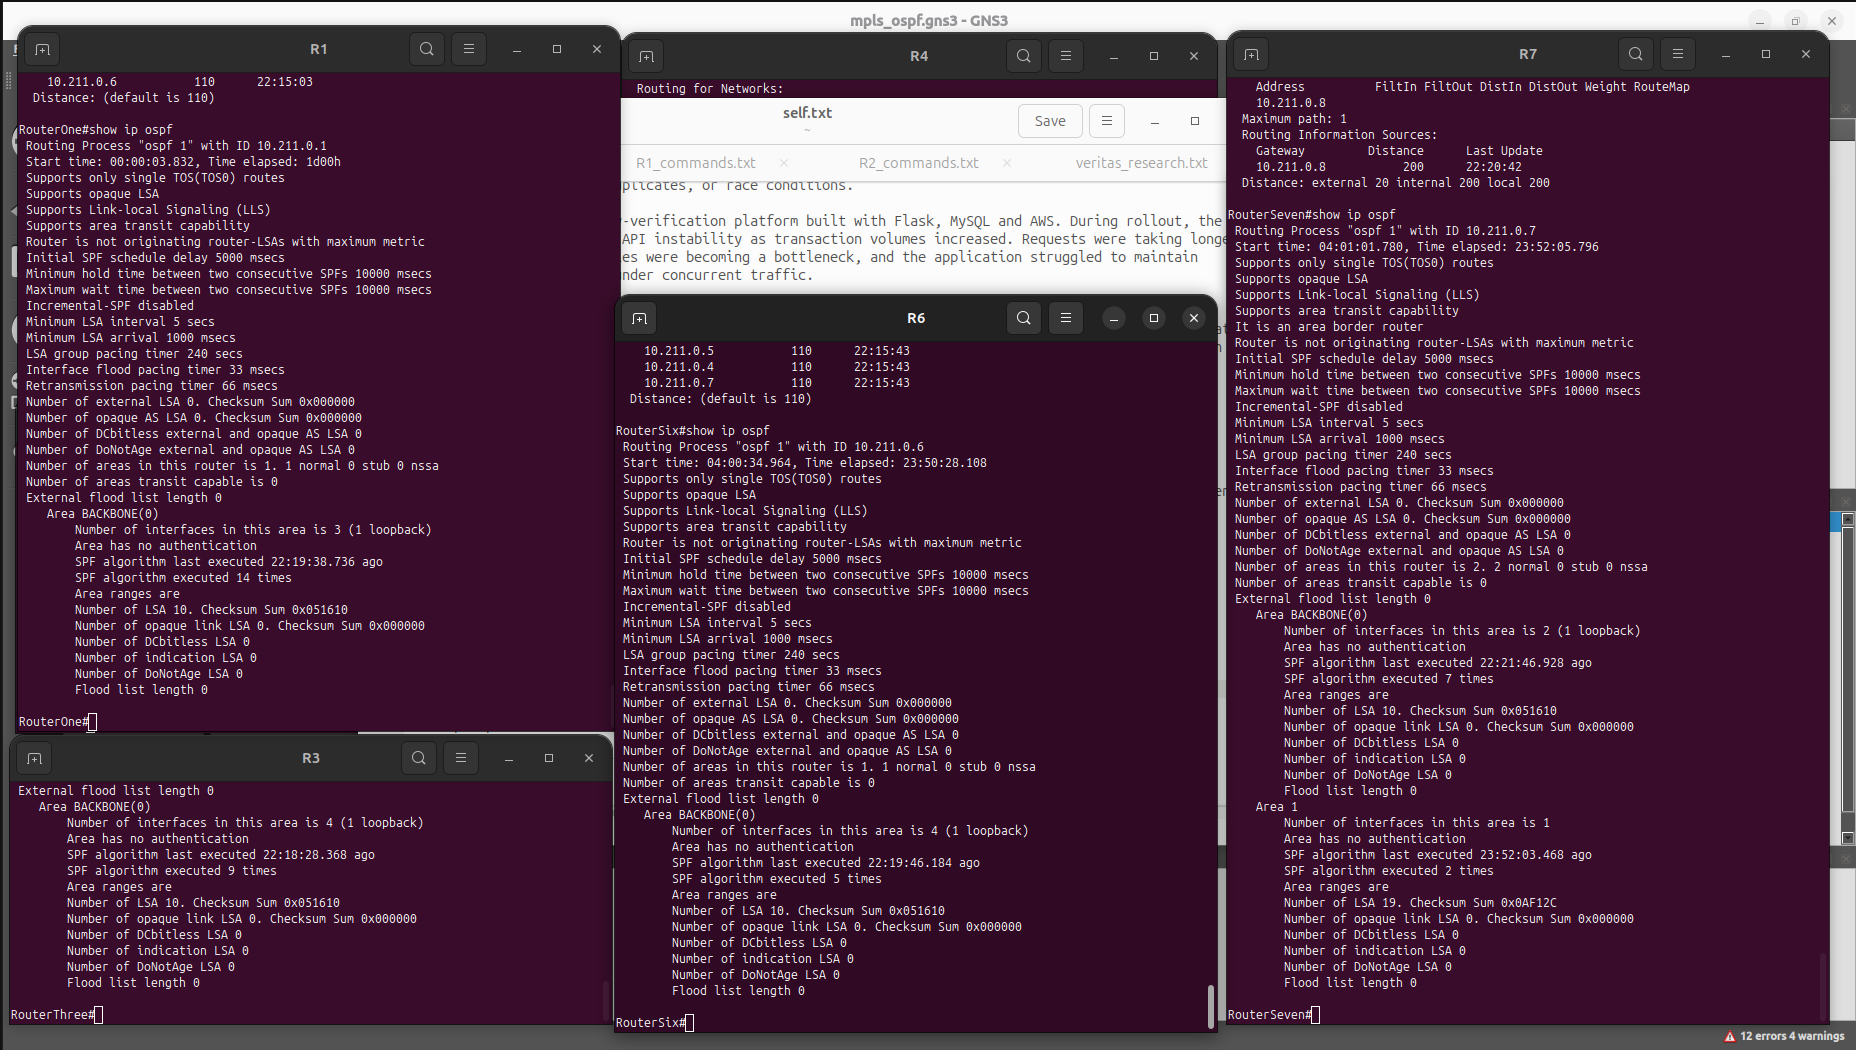 mpls_ospf.gns3 - GNS3
R1
10.211.0.6 110 22:15:03
Distance: (default is 110)
RouterOne#show ip ospf
Routing Process "ospf 1" with ID 10.211.0.1
Start time: 00:00:03.832, Time elapsed: 1d00h
Supports only single TOS(TOS0) routes
Supports opaque LSA
Supports Link-local Signaling (LLS)
Supports area transit capability
Router is not originating router-LSAs with maximum metric
Initial SPF schedule delay 5000 msecs
Minimum hold time between two consecutive SPFs 10000 msecs
Maximum wait time between two consecutive SPFs 10000 msecs
Incremental-SPF disabled
Minimum LSA interval 5 secs
Minimum LSA arrival 1000 msecs
LSA group pacing timer 240 secs
Interface flood pacing timer 33 msecs
Retransmission pacing timer 66 msecs
Number of external LSA 0. Checksum Sum 0x000000
Number of opaque AS LSA 0. Checksum Sum 0x000000
Number of DCbitless external and opaque AS LSA 0
Number of DoNotAge external and opaque AS LSA 0
Number of areas in this router is 1. 1 normal 0 stub 0 nssa
Number of areas transit capable is 0
External flood list length 0
Area BACKBONE(0)
Number of interfaces in this area is 3 (1 loopback)
Area has no authentication
SPF algorithm last executed 22:19:38.736 ago
SPF algorithm executed 14 times
Area ranges are
Number of LSA 10. Checksum Sum 0x051610
Number of opaque link LSA 0. Checksum Sum 0x000000
Number of DCbitless LSA 0
Number of indication LSA 0
Number of DoNotAge LSA 0
Flood list length 0
RouterOne#
R3
External flood list length 0
Area BACKBONE(0)
Number of interfaces in this area is 4 (1 loopback)
Area has no authentication
SPF algorithm last executed 22:18:28.368 ago
SPF algorithm executed 9 times
Area ranges are
Number of LSA 10. Checksum Sum 0x051610
Number of opaque link LSA 0. Checksum Sum 0x000000
Number of DCbitless LSA 0
Number of indication LSA 0
Number of DoNotAge LSA 0
Flood list length 0
RouterThree#
R4
Routing for Networks:
self.txt
~
Save
R1_commands.txt
R2_commands.txt
veritas_research.txt
plicates, or race conditions.
-verification platform built with Flask, MySQL and AWS. During rollout, the
API instability as transaction volumes increased. Requests were taking longe
es were becoming a bottleneck, and the application struggled to maintain
nder concurrent traffic.
R6
10.211.0.5 110 22:15:43
10.211.0.4 110 22:15:43
10.211.0.7 110 22:15:43
Distance: (default is 110)
RouterSix#show ip ospf
Routing Process "ospf 1" with ID 10.211.0.6
Start time: 04:00:34.964, Time elapsed: 23:50:28.108
Supports only single TOS(TOS0) routes
Supports opaque LSA
Supports Link-local Signaling (LLS)
Supports area transit capability
Router is not originating router-LSAs with maximum metric
Initial SPF schedule delay 5000 msecs
Minimum hold time between two consecutive SPFs 10000 msecs
Maximum wait time between two consecutive SPFs 10000 msecs
Incremental-SPF disabled
Minimum LSA interval 5 secs
Minimum LSA arrival 1000 msecs
LSA group pacing timer 240 secs
Interface flood pacing timer 33 msecs
Retransmission pacing timer 66 msecs
Number of external LSA 0. Checksum Sum 0x000000
Number of opaque AS LSA 0. Checksum Sum 0x000000
Number of DCbitless external and opaque AS LSA 0
Number of DoNotAge external and opaque AS LSA 0
Number of areas in this router is 1. 1 normal 0 stub 0 nssa
Number of areas transit capable is 0
External flood list length 0
Area BACKBONE(0)
Number of interfaces in this area is 4 (1 loopback)
Area has no authentication
SPF algorithm last executed 22:19:46.184 ago
SPF algorithm executed 5 times
Area ranges are
Number of LSA 10. Checksum Sum 0x051610
Number of opaque link LSA 0. Checksum Sum 0x000000
Number of DCbitless LSA 0
Number of indication LSA 0
Number of DoNotAge LSA 0
Flood list length 0
RouterSix#
R7
Address FiltIn FiltOut DistIn DistOut Weight RouteMap
10.211.0.8
Maximum path: 1
Routing Information Sources:
Gateway Distance Last Update
10.211.0.8 200 22:20:42
Distance: external 20 internal 200 local 200
RouterSeven#show ip ospf
Routing Process "ospf 1" with ID 10.211.0.7
Start time: 04:01:01.780, Time elapsed: 23:52:05.796
Supports only single TOS(TOS0) routes
Supports opaque LSA
Supports Link-local Signaling (LLS)
Supports area transit capability
It is an area border router
Router is not originating router-LSAs with maximum metric
Initial SPF schedule delay 5000 msecs
Minimum hold time between two consecutive SPFs 10000 msecs
Maximum wait time between two consecutive SPFs 10000 msecs
Incremental-SPF disabled
Minimum LSA interval 5 secs
Minimum LSA arrival 1000 msecs
LSA group pacing timer 240 secs
Interface flood pacing timer 33 msecs
Retransmission pacing timer 66 msecs
Number of external LSA 0. Checksum Sum 0x000000
Number of opaque AS LSA 0. Checksum Sum 0x000000
Number of DCbitless external and opaque AS LSA 0
Number of DoNotAge external and opaque AS LSA 0
Number of areas in this router is 2. 2 normal 0 stub 0 nssa
Number of areas transit capable is 0
External flood list length 0
Area BACKBONE(0)
Number of interfaces in this area is 2 (1 loopback)
Area has no authentication
SPF algorithm last executed 22:21:46.928 ago
SPF algorithm executed 7 times
Area ranges are
Number of LSA 10. Checksum Sum 0x051610
Number of opaque link LSA 0. Checksum Sum 0x000000
Number of DCbitless LSA 0
Number of indication LSA 0
Number of DoNotAge LSA 0
Flood list length 0
Area 1
Number of interfaces in this area is 1
Area has no authentication
SPF algorithm last executed 23:52:03.468 ago
SPF algorithm executed 2 times
Area ranges are
Number of LSA 19. Checksum Sum 0x0AF12C
Number of opaque link LSA 0. Checksum Sum 0x000000
Number of DCbitless LSA 0
Number of indication LSA 0
Number of DoNotAge LSA 0
Flood list length 0
RouterSeven#
12 errors 4 warnings